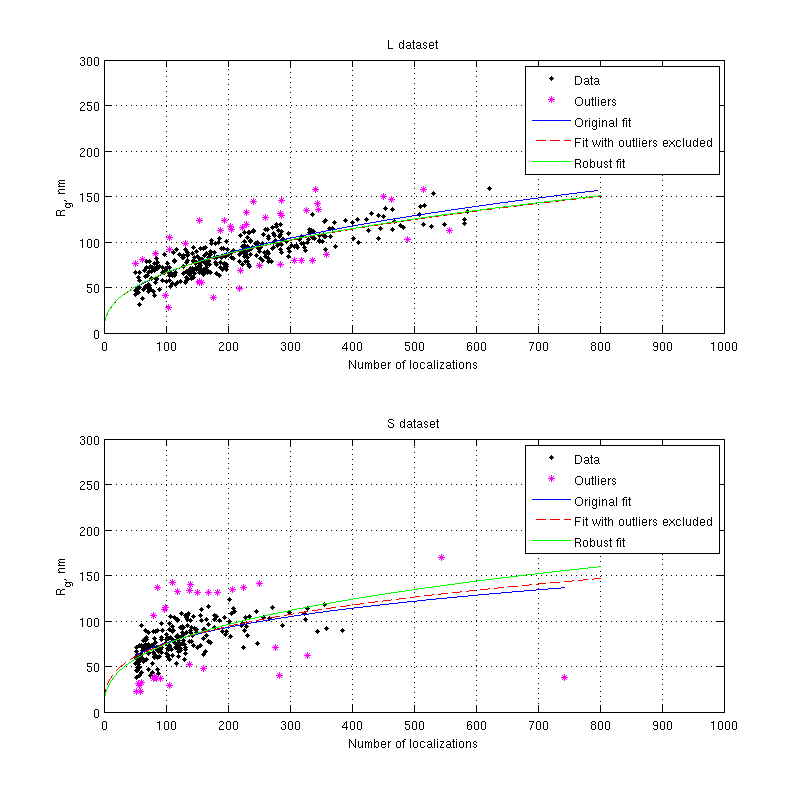 L dataset
300
250
200
150
100
50
0
R_g, nm
Data
Outliers
Original fit
Fit with outliers excluded
Robust fit
0 100 200 300 400 500 600 700 800 900 1000
Number of localizations
S dataset
300
250
200
150
100
50
0
R_g, nm
Data
Outliers
Original fit
Fit with outliers excluded
Robust fit
0 100 200 300 400 500 600 700 800 900 1000
Number of localizations